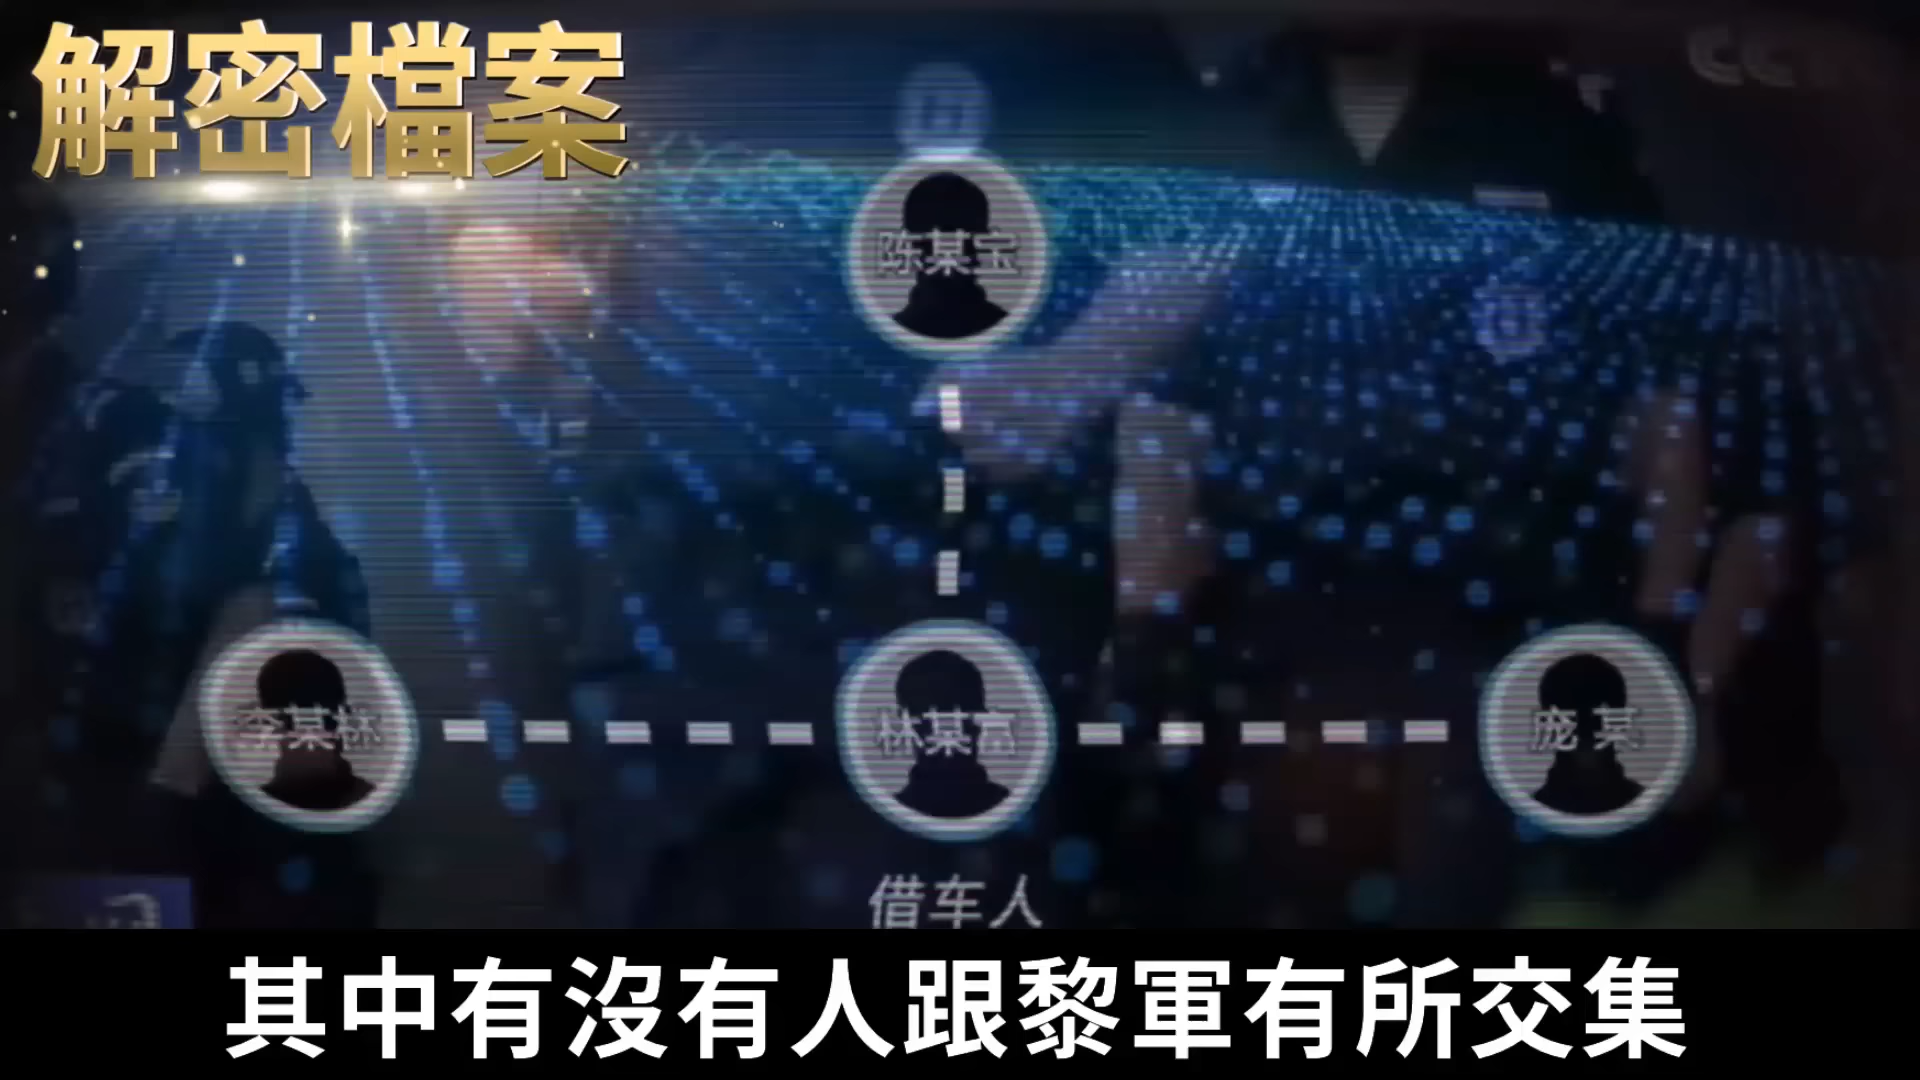 解密檔案
CC
陈某宝
李某林
林某富
庞某
借车人
其中有沒有人跟黎軍有所交集